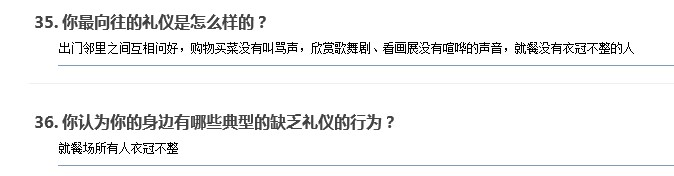 35. 你最向往的礼仪是怎么样的？
出门邻里之间互相问好，购物买菜没有叫骂声，欣赏歌舞剧、看画展没有喧哗的声音，就餐没有衣冠不整的人
36. 你认为你的身边有哪些典型的缺乏礼仪的行为？
就餐场所有人衣冠不整